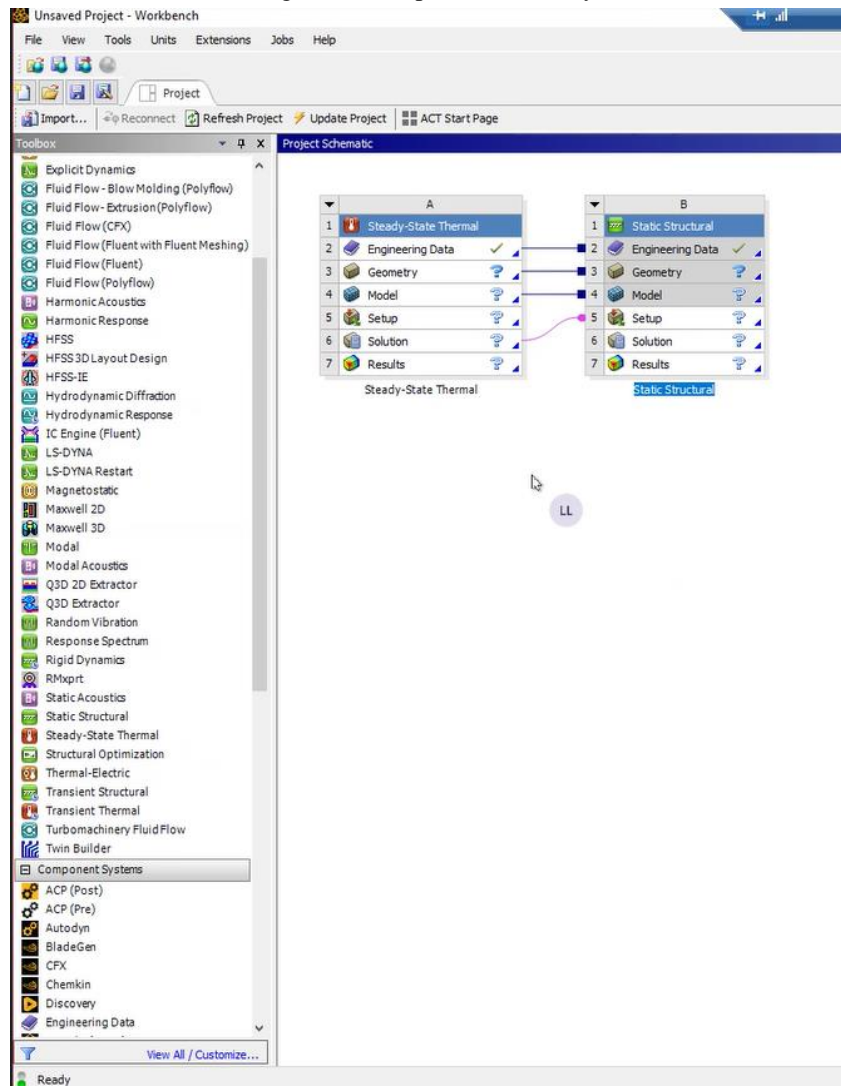 Unsaved Project - Workbench
File View Tools Units Extensions Jobs Help
Project
Import... Reconnect Refresh Project Update Project ACT Start Page
Toolbox
Explicit Dynamics
Fluid Flow - Blow Molding (Polyflow)
Fluid Flow- Extrusion (Polyflow)
Fluid Flow (CFX)
Fluid Flow (Fluent with Fluent Meshing)
Fluid Flow (Fluent)
Fluid Flow (Polyflow)
Harmonic Acoustics
Harmonic Response
HFSS
HFSS 3D Layout Design
HFSS-IE
Hydrodynamic Diffraction
Hydrodynamic Response
IC Engine (Fluent)
LS-DYNA
LS-DYNA Restart
Magnetostatic
Maxwell 2D
Maxwell 3D
Modal
Modal Acoustics
Q3D 2D Extractor
Q3D Extractor
Random Vibration
Response Spectrum
Rigid Dynamics
RMxprt
Static Acoustics
Static Structural
Steady-State Thermal
Structural Optimization
Thermal-Electric
Transient Structural
Transient Thermal
Turbomachinery Fluid Flow
Twin Builder
Component Systems
ACP (Post)
ACP (Pre)
Autodyn
BladeGen
CFX
Chemkin
Discovery
Engineering Data
View All / Customize...
Ready
Project Schematic
A
1 Steady-State Thermal
2 Engineering Data
3 Geometry
4 Model
5 Setup
6 Solution
7 Results
Steady-State Thermal
B
1 Static Structural
2 Engineering Data
3 Geometry
4 Model
5 Setup
6 Solution
7 Results
Static Structural
LL